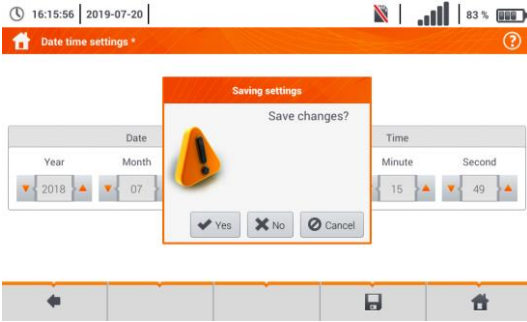 16:15:56 2019-07-20 83 %
Date time settings * ?
Saving settings
Save changes?
Date Time
Year Month Minute Second
2018 07 15 49
Yes No Cancel